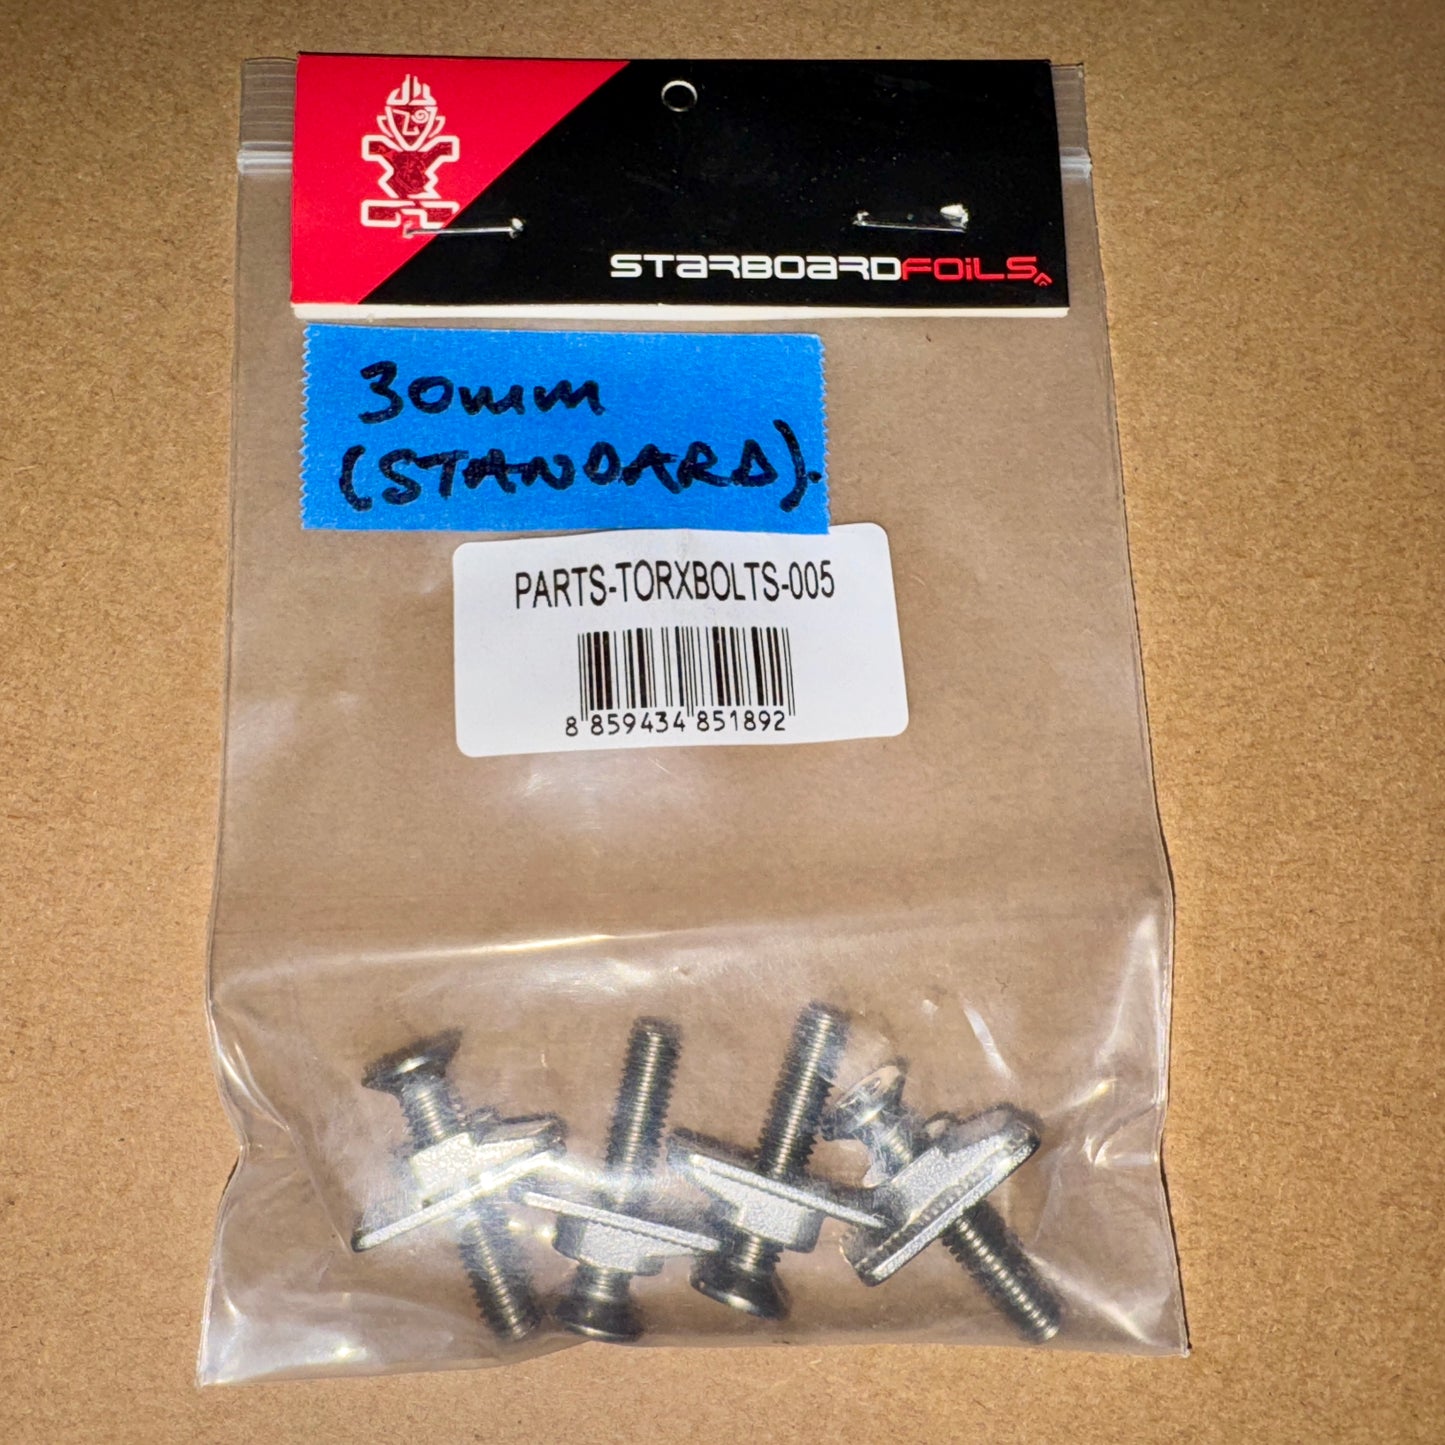 STARBOARDFOiLS
30mm
(STANDARD).
PARTS-TORXBOLTS-005
8 859434 851892